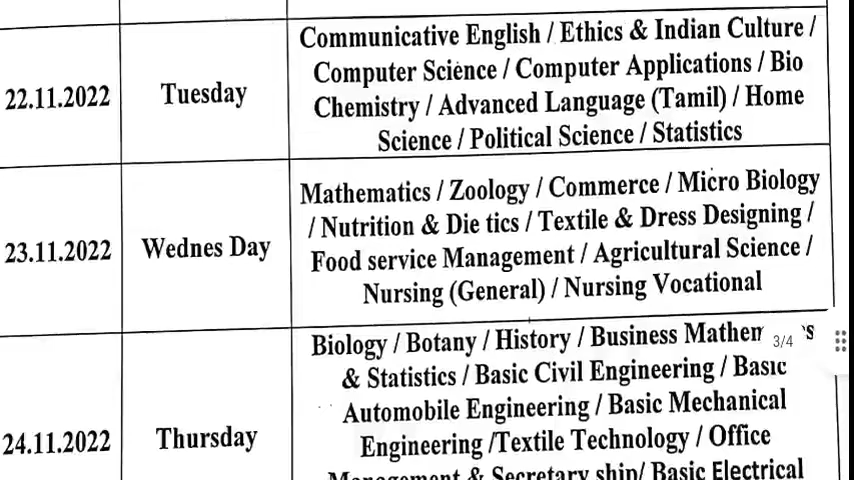 Communicative English / Ethics & Indian Culture /
Computer Science / Computer Applications / Bio
22.11.2022 Tuesday Chemistry / Advanced Language (Tamil) / Home
Science / Political Science / Statistics
Mathematics / Zoology / Commerce / Micro Biology
/ Nutrition & Die tics / Textile & Dress Designing /
23.11.2022 Wednes Day Food service Management / Agricultural Science /
Nursing (General) / Nursing Vocational
Biology / Botany / History / Business
3/4
& Statistics / Basic Civil Engineering / Basic
Automobile Engineering / Basic Mechanical
24.11.2022 Thursday Engineering /Textile Technology / Office
Management & Secretary ship/ Basic Electrical